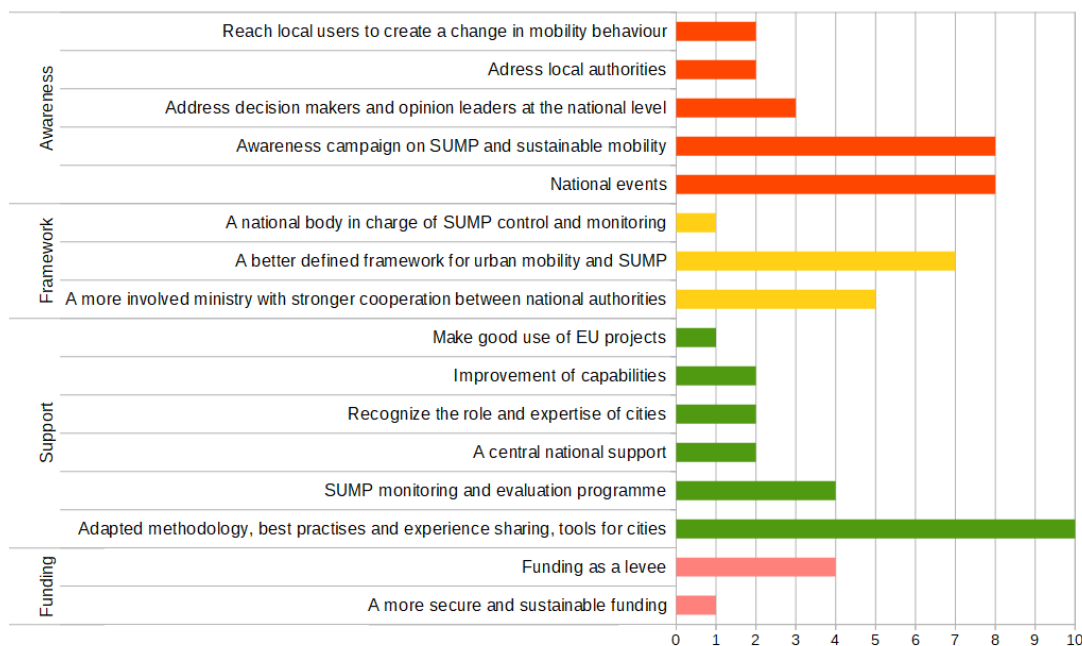 Awareness
Reach local users to create a change in mobility behaviour
Adress local authorities
Address decision makers and opinion leaders at the national level
Awareness campaign on SUMP and sustainable mobility
National events
Framework
A national body in charge of SUMP control and monitoring
A better defined framework for urban mobility and SUMP
A more involved ministry with stronger cooperation between national authorities
Support
Make good use of EU projects
Improvement of capabilities
Recognize the role and expertise of cities
A central national support
SUMP monitoring and evaluation programme
Adapted methodology, best practises and experience sharing, tools for cities
Funding
Funding as a levee
A more secure and sustainable funding
0 1 2 3 4 5 6 7 8 9 10